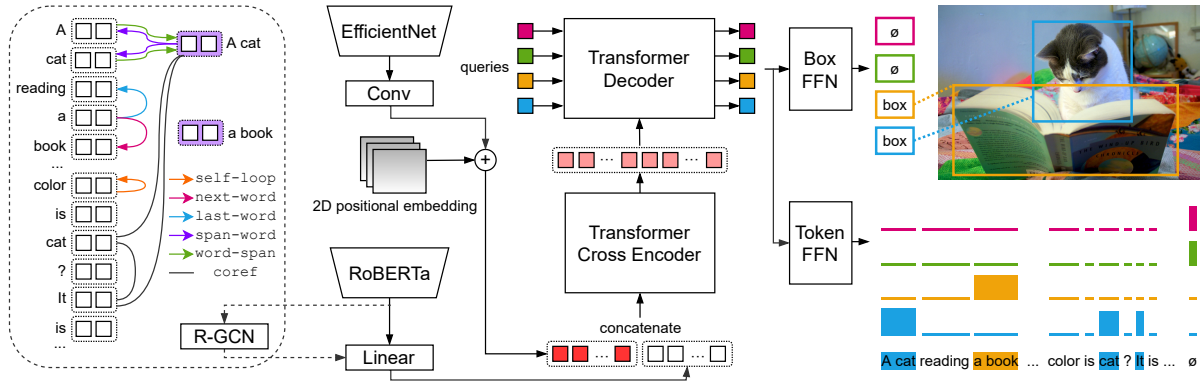 A
cat
reading
a
book
...
color
is
cat
?
It
is
...
A cat
a book
self-loop
next-word
last-word
span-word
word-span
coref
R-GCN
EfficientNet
Conv
2D positional embedding
+
RoBERTa
Linear
queries
Transformer
Decoder
...
...
Transformer
Cross Encoder
concatenate
...
...
Box
FFN
Token
FFN
ø
ø
box
box
A cat reading a book ... color is cat ? It is ... ø